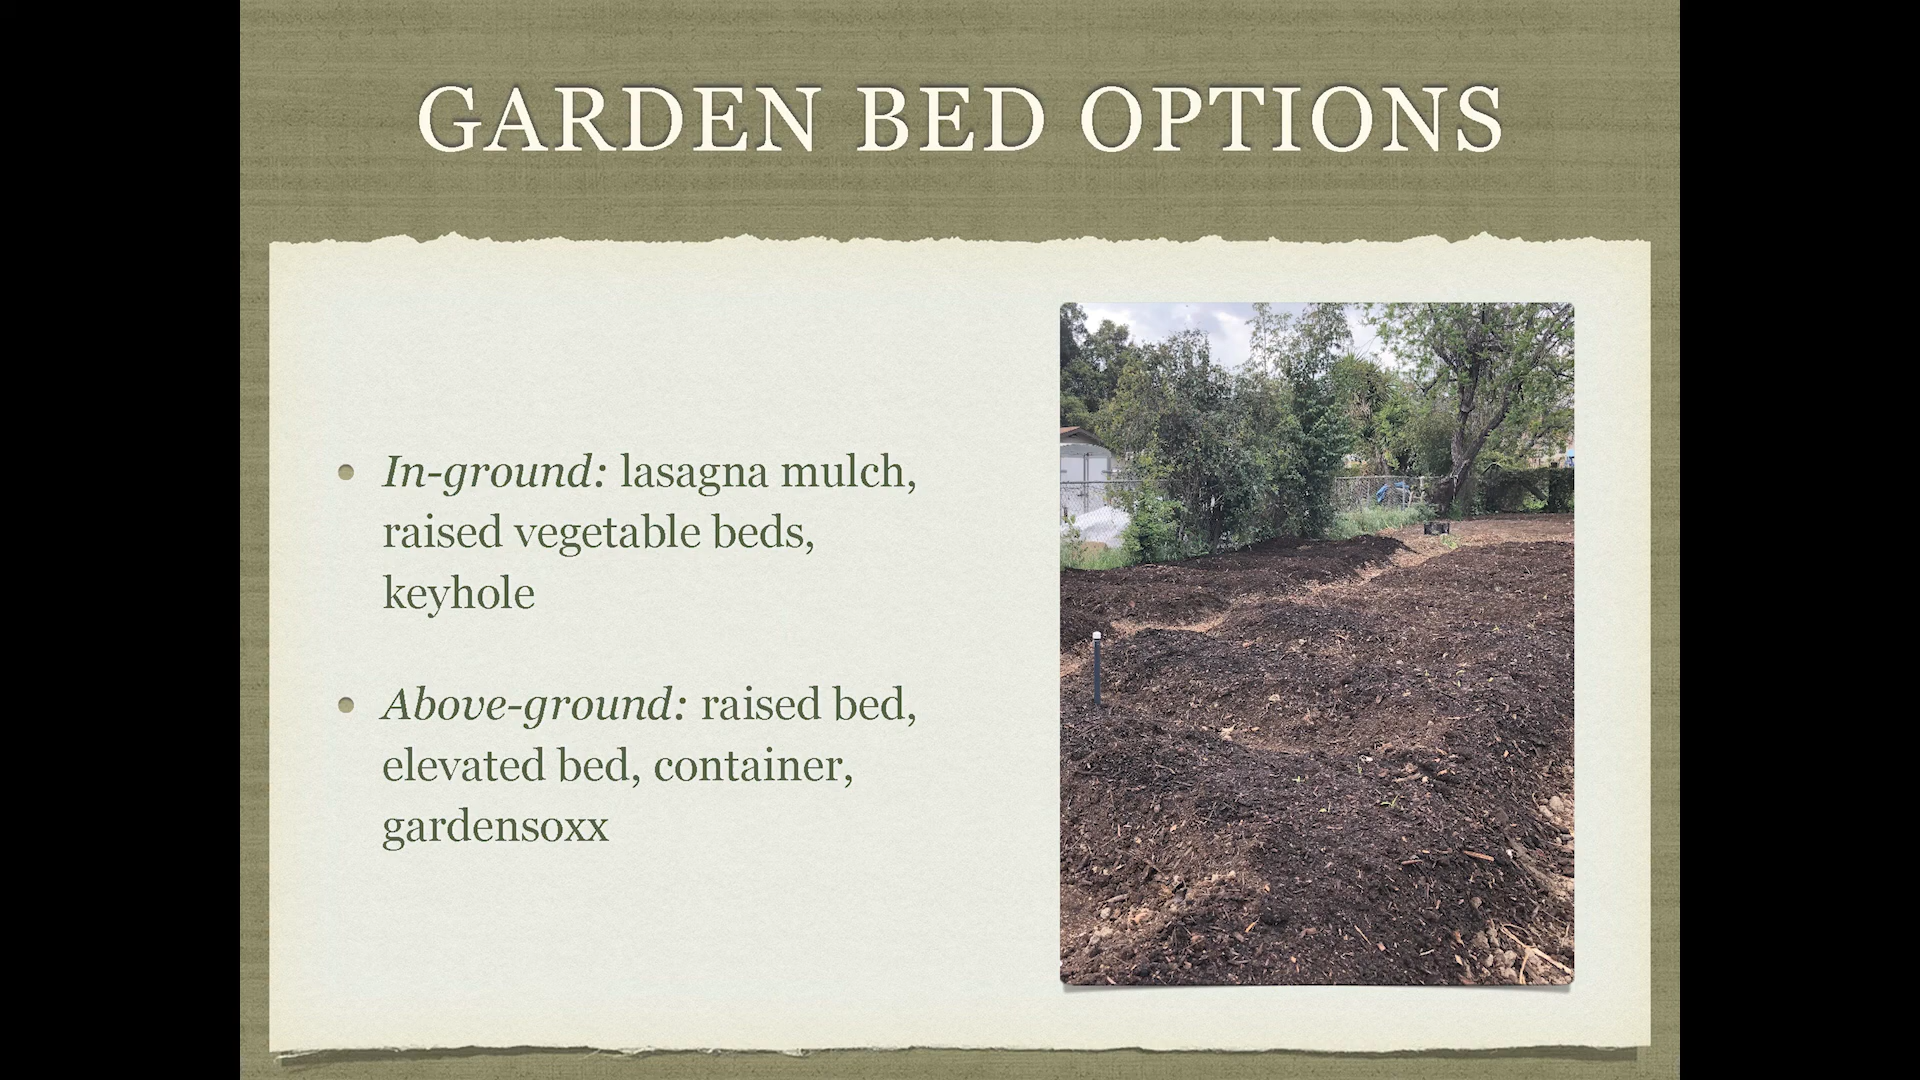 GARDEN BED OPTIONS
• In-ground: lasagna mulch,
raised vegetable beds,
keyhole
• Above-ground: raised bed,
elevated bed, container,
gardensoxx